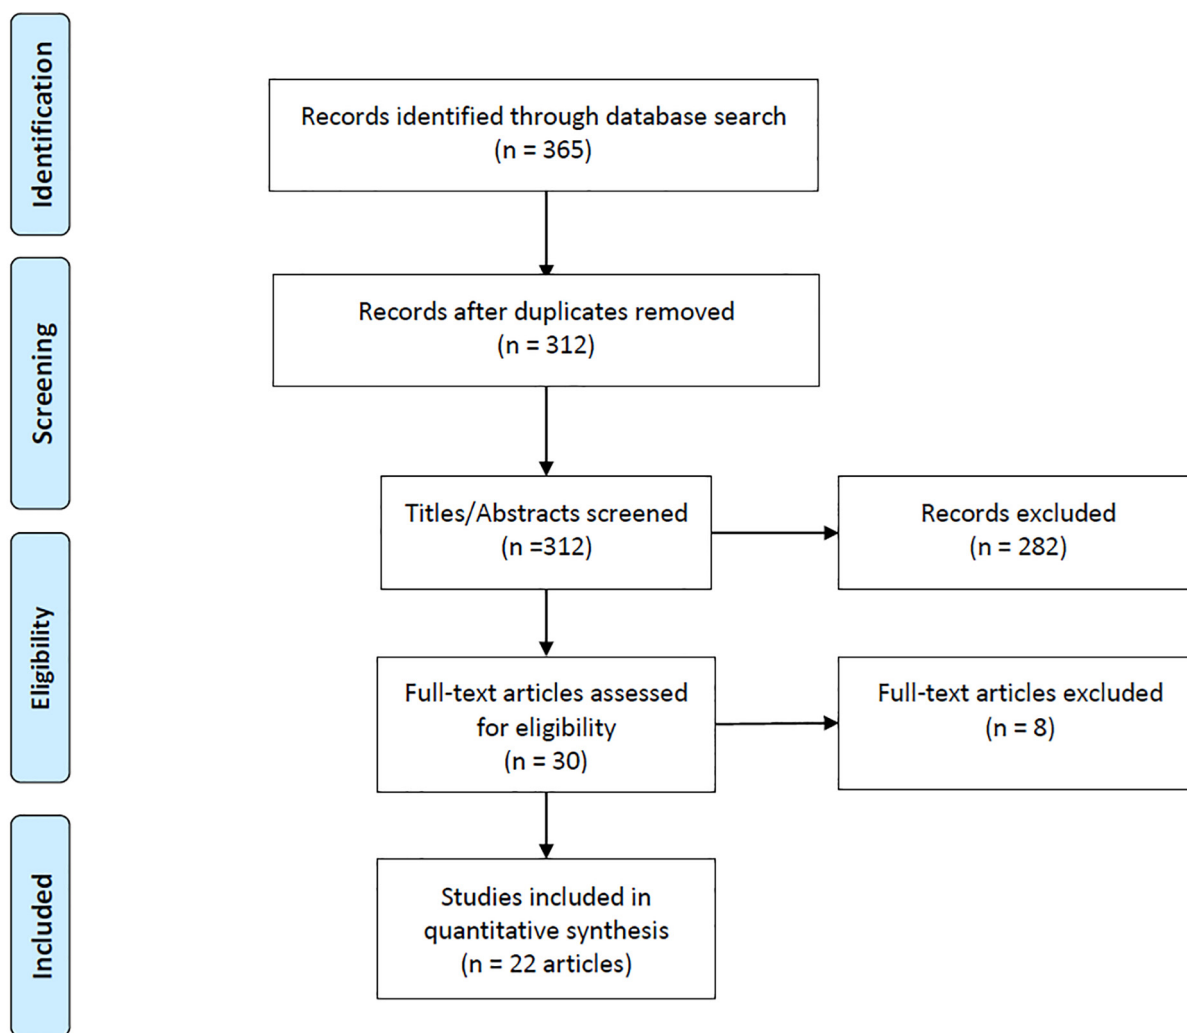 Identification
Records identified through database search
(n = 365)
Screening
Records after duplicates removed
(n = 312)
Titles/Abstracts screened
(n =312)
Records excluded
(n = 282)
Eligibility
Full-text articles assessed
for eligibility
(n = 30)
Full-text articles excluded
(n = 8)
Included
Studies included in
quantitative synthesis
(n = 22 articles)